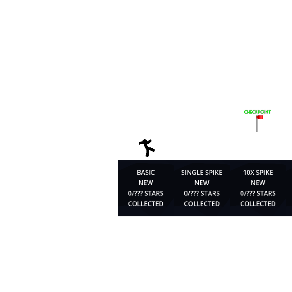 CHECKPOINT
BASIC
NEW
0/??? STARS
COLLECTED
SINGLE SPIKE
NEW
0/??? STARS
COLLECTED
10X SPIKE
NEW
0/??? STARS
COLLECTED